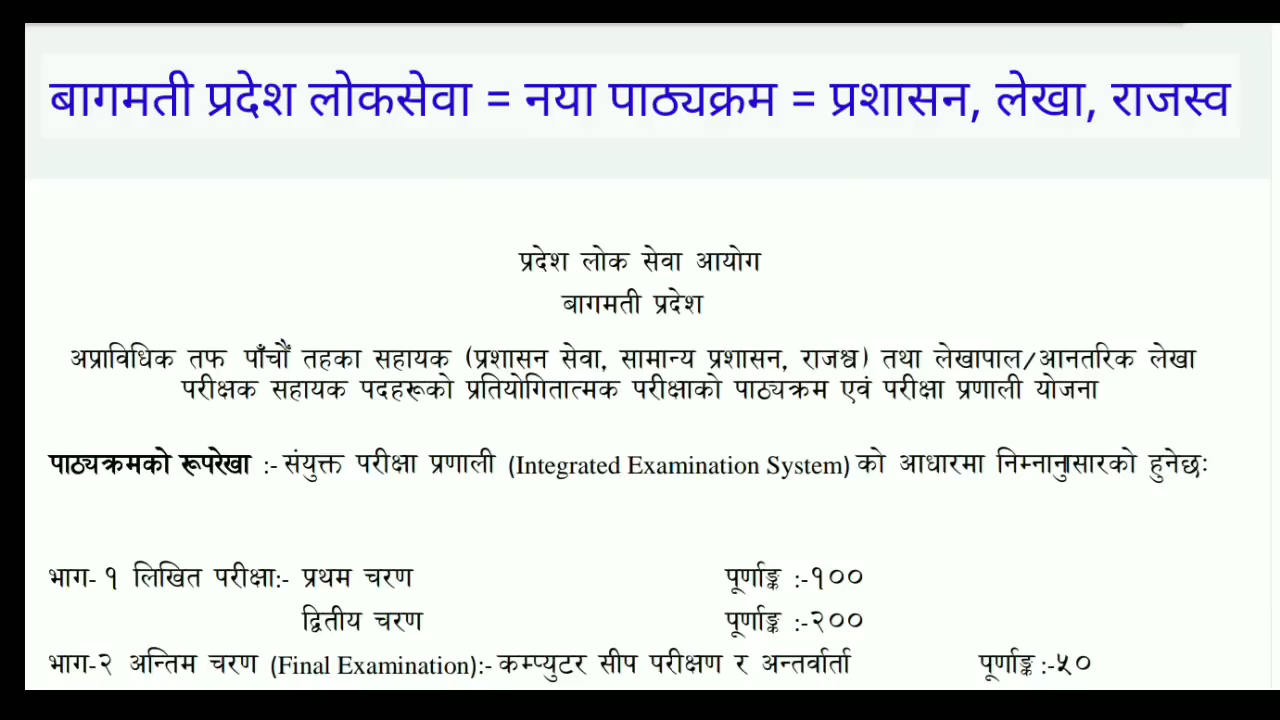 बागमती प्रदेश लोकसेवा = नया पाठ्यक्रम = प्रशासन, लेखा, राजस्व
प्रदेश लोक सेवा आयोग
बागमती प्रदेश
अप्राविधिक तर्फ पाँचौं तहका सहायक (प्रशासन सेवा, सामान्य प्रशासन, राजश्व) तथा लेखापाल/आनतरिक लेखा
परीक्षक सहायक पदहरूको प्रतियोगितात्मक परीक्षाको पाठ्यक्रम एवं परीक्षा प्रणाली योजना
पाठ्यक्रमको रूपरेखा :- संयुक्त परीक्षा प्रणाली (Integrated Examination System) को आधारमा निम्नानुसारको हुनेछः
भाग- १ लिखित परीक्षा:- प्रथम चरण पूर्णाङ्क :-१००
द्वितीय चरण पूर्णाङ्क :-२००
भाग-२ अन्तिम चरण (Final Examination):- कम्प्युटर सीप परीक्षण र अन्तर्वार्ता पूर्णाङ्क :-५०